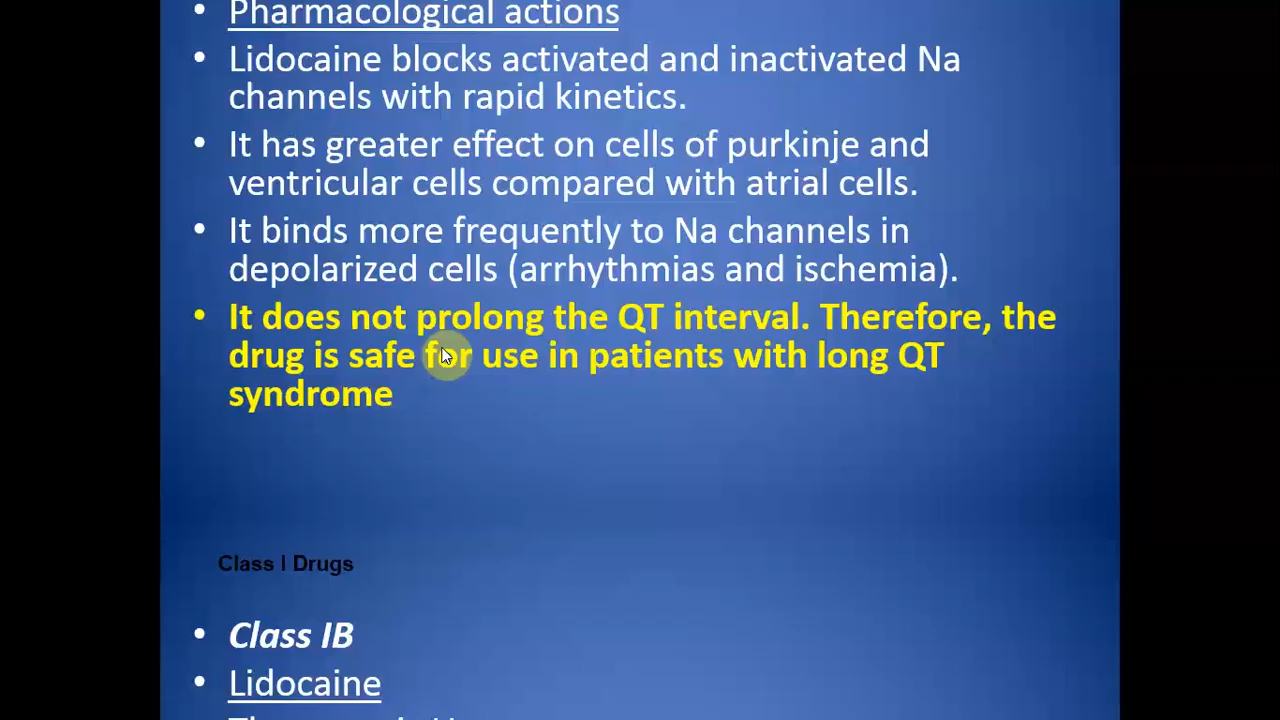 • Pharmacological actions
• Lidocaine blocks activated and inactivated Na
channels with rapid kinetics.
• It has greater effect on cells of purkinje and
ventricular cells compared with atrial cells.
• It binds more frequently to Na channels in
depolarized cells (arrhythmias and ischemia).
• It does not prolong the QT interval. Therefore, the
drug is safe for use in patients with long QT
syndrome
Class I Drugs
• Class IB
• Lidocaine